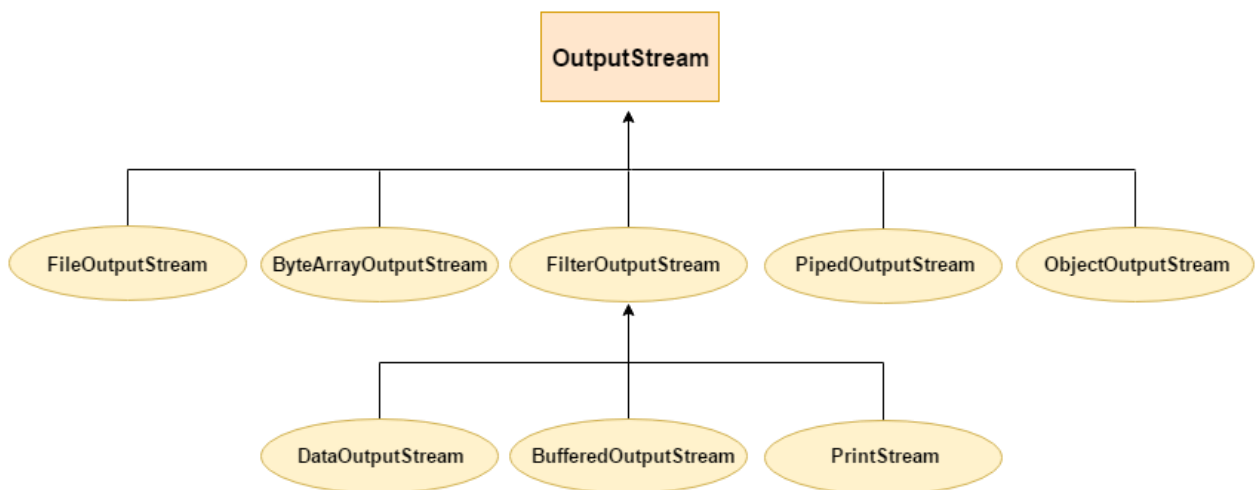 OutputStream
FileOutputStream
ByteArrayOutputStream
FilterOutputStream
PipedOutputStream
ObjectOutputStream
DataOutputStream
BufferedOutputStream
PrintStream